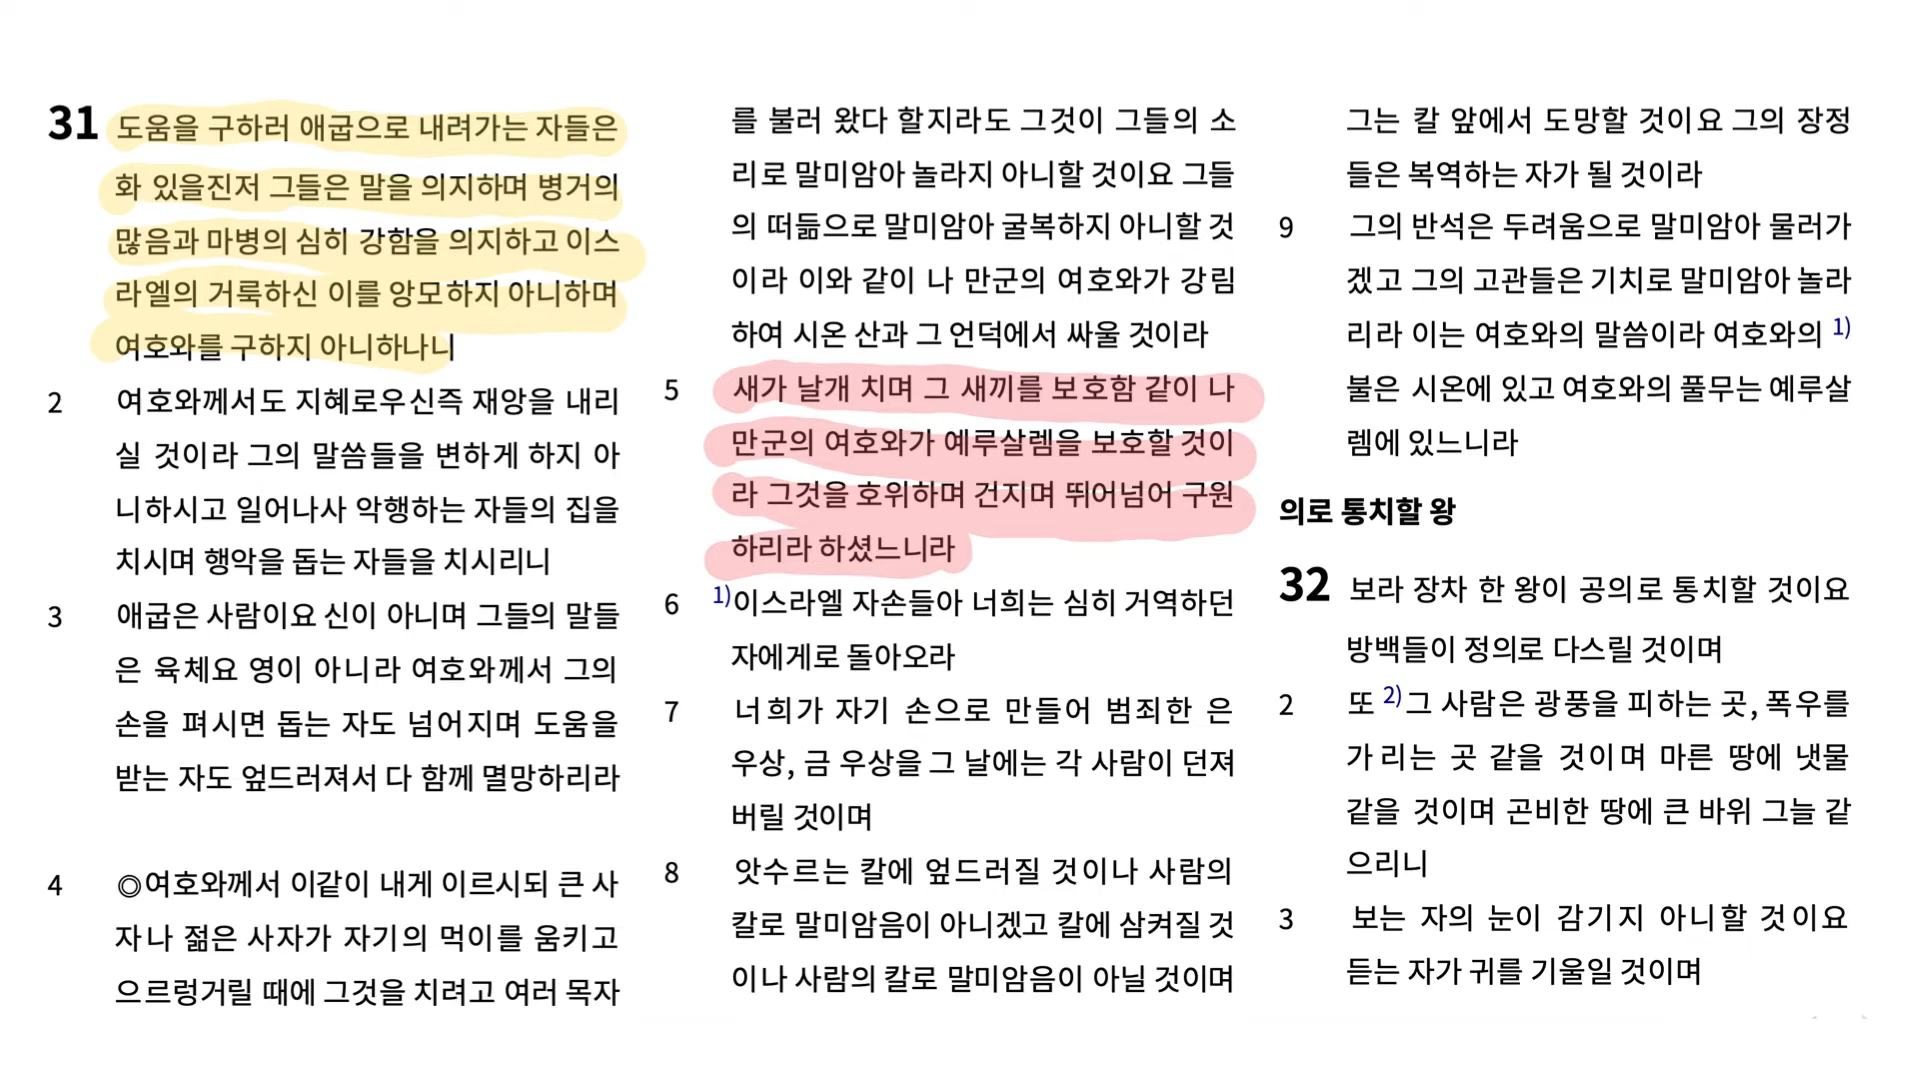 31 도움을 구하러 애굽으로 내려가는 자들은
화 있을진저 그들은 말을 의지하며 병거의
많음과 마병의 심히 강함을 의지하고 이스
라엘의 거룩하신 이를 앙모하지 아니하며
여호와를 구하지 아니하나니
2 여호와께서도 지혜로우신즉 재앙을 내리
실 것이라 그의 말씀들을 변하게 하지 아
니하시고 일어나사 악행하는 자들의 집을
치시며 행악을 돕는 자들을 치시리니
3 애굽은 사람이요 신이 아니며 그들의 말들
은 육체요 영이 아니라 여호와께서 그의
손을 펴시면 돕는 자도 넘어지며 도움을
받는 자도 엎드러져서 다 함께 멸망하리라
4 ◎여호와께서 이같이 내게 이르시되 큰 사
자나 젊은 사자가 자기의 먹이를 움키고
으르렁거릴 때에 그것을 치려고 여러 목자
를 불러 왔다 할지라도 그것이 그들의 소
리로 말미암아 놀라지 아니할 것이요 그들
의 떠듦으로 말미암아 굴복하지 아니할 것
이라 이와 같이 나 만군의 여호와가 강림
하여 시온 산과 그 언덕에서 싸울 것이라
5 새가 날개 치며 그 새끼를 보호함 같이 나
만군의 여호와가 예루살렘을 보호할 것이
라 그것을 호위하며 건지며 뛰어넘어 구원
하리라 하셨느니라
6 1)이스라엘 자손들아 너희는 심히 거역하던
자에게로 돌아오라
7 너희가 자기 손으로 만들어 범죄한 은
우상, 금 우상을 그 날에는 각 사람이 던져
버릴 것이며
8 앗수르는 칼에 엎드러질 것이나 사람의
칼로 말미암음이 아니겠고 칼에 삼켜질 것
이나 사람의 칼로 말미암음이 아닐 것이며
그는 칼 앞에서 도망할 것이요 그의 장정
들은 복역하는 자가 될 것이라
9 그의 반석은 두려움으로 말미암아 물러가
겠고 그의 고관들은 기치로 말미암아 놀라
리라 이는 여호와의 말씀이라 여호와의 1)
불은 시온에 있고 여호와의 풀무는 예루살
렘에 있느니라
의로 통치할 왕
32 보라 장차 한 왕이 공의로 통치할 것이요
방백들이 정의로 다스릴 것이며
2 또 2)그 사람은 광풍을 피하는 곳, 폭우를
가리는 곳 같을 것이며 마른 땅에 냇물
같을 것이며 곤비한 땅에 큰 바위 그늘 같
으리니
3 보는 자의 눈이 감기지 아니할 것이요
듣는 자가 귀를 기울일 것이며